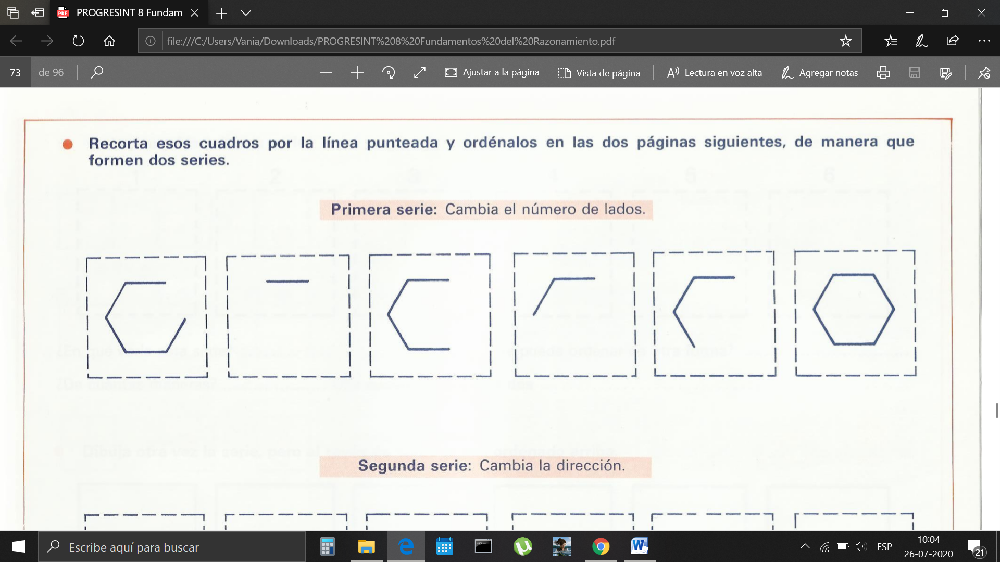 PROGRESINT 8 Fundam
file:///C:/Users/Vania/Downloads/PROGRESINT%208%20Fundamentos%20del%20Razonamiento.pdf
73 de 96 Ajustar a la página Vista de página Lectura en voz alta Agregar notas
Recorta esos cuadros por la línea punteada y ordénalos en las dos páginas siguientes, de manera que
formen dos series.
Primera serie: Cambia el número de lados.
Segunda serie: Cambia la dirección.
Escribe aquí para buscar
ESP
10:04
26-07-2020
21